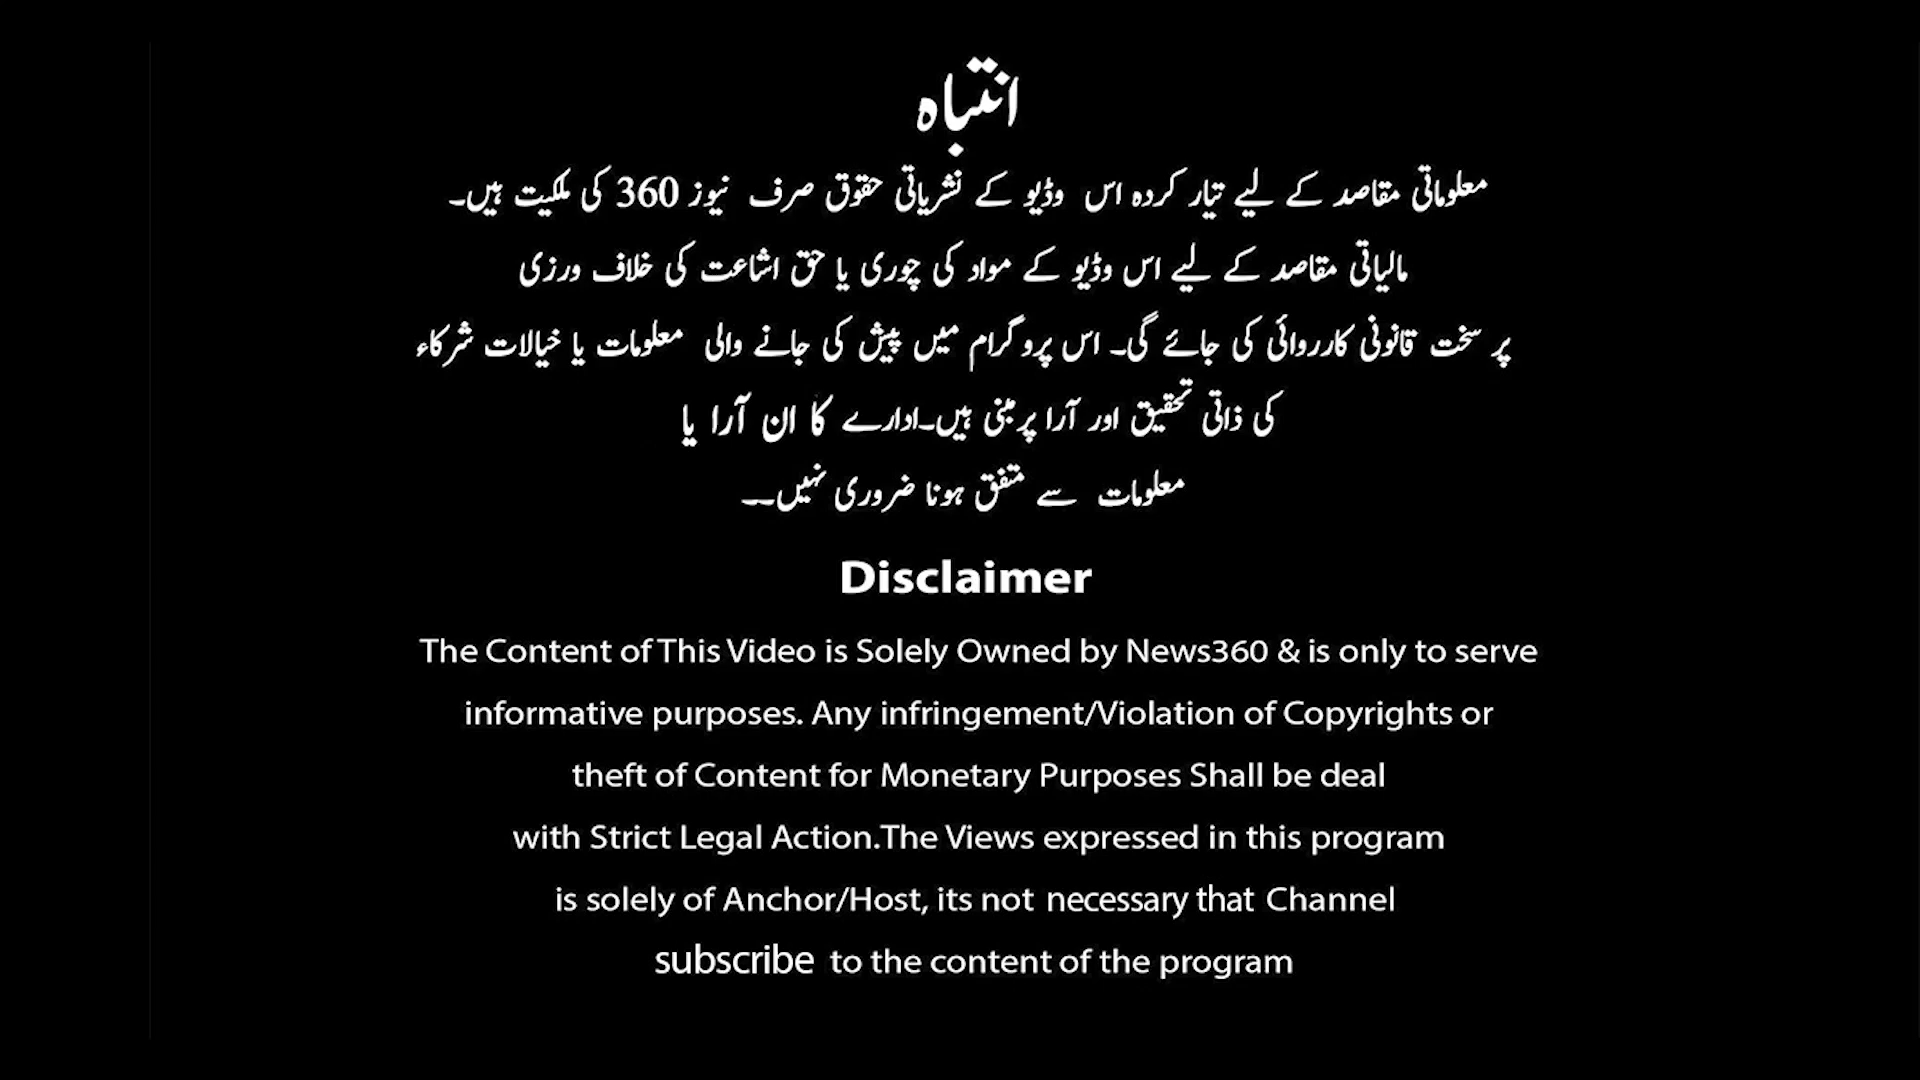 انتباہ
معلوماتی مقاصد کے لیے تیار کردہ اس وڈیو کے نشریاتی حقوق صرف نیوز 360 کی ملکیت ہیں۔
مالیاتی مقاصد کے لیے اس وڈیو کے مواد کی چوری یا حق اشاعت کی خلاف ورزی
پر سخت قانونی کارروائی کی جائے گی۔ اس پروگرام میں پیش کی جانے والی معلومات یا خیالات شرکاء
کی ذاتی تحقیق اور آرا پر مبنی ہیں۔ادارے کا ان آرا یا
معلومات سے متفق ہونا ضروری نہیں۔۔
Disclaimer
The Content of This Video is Solely Owned by News360 & is only to serve
informative purposes. Any infringement/Violation of Copyrights or
theft of Content for Monetary Purposes Shall be deal
with Strict Legal Action.The Views expressed in this program
is solely of Anchor/Host, its not necessary that Channel
subscribe to the content of the program